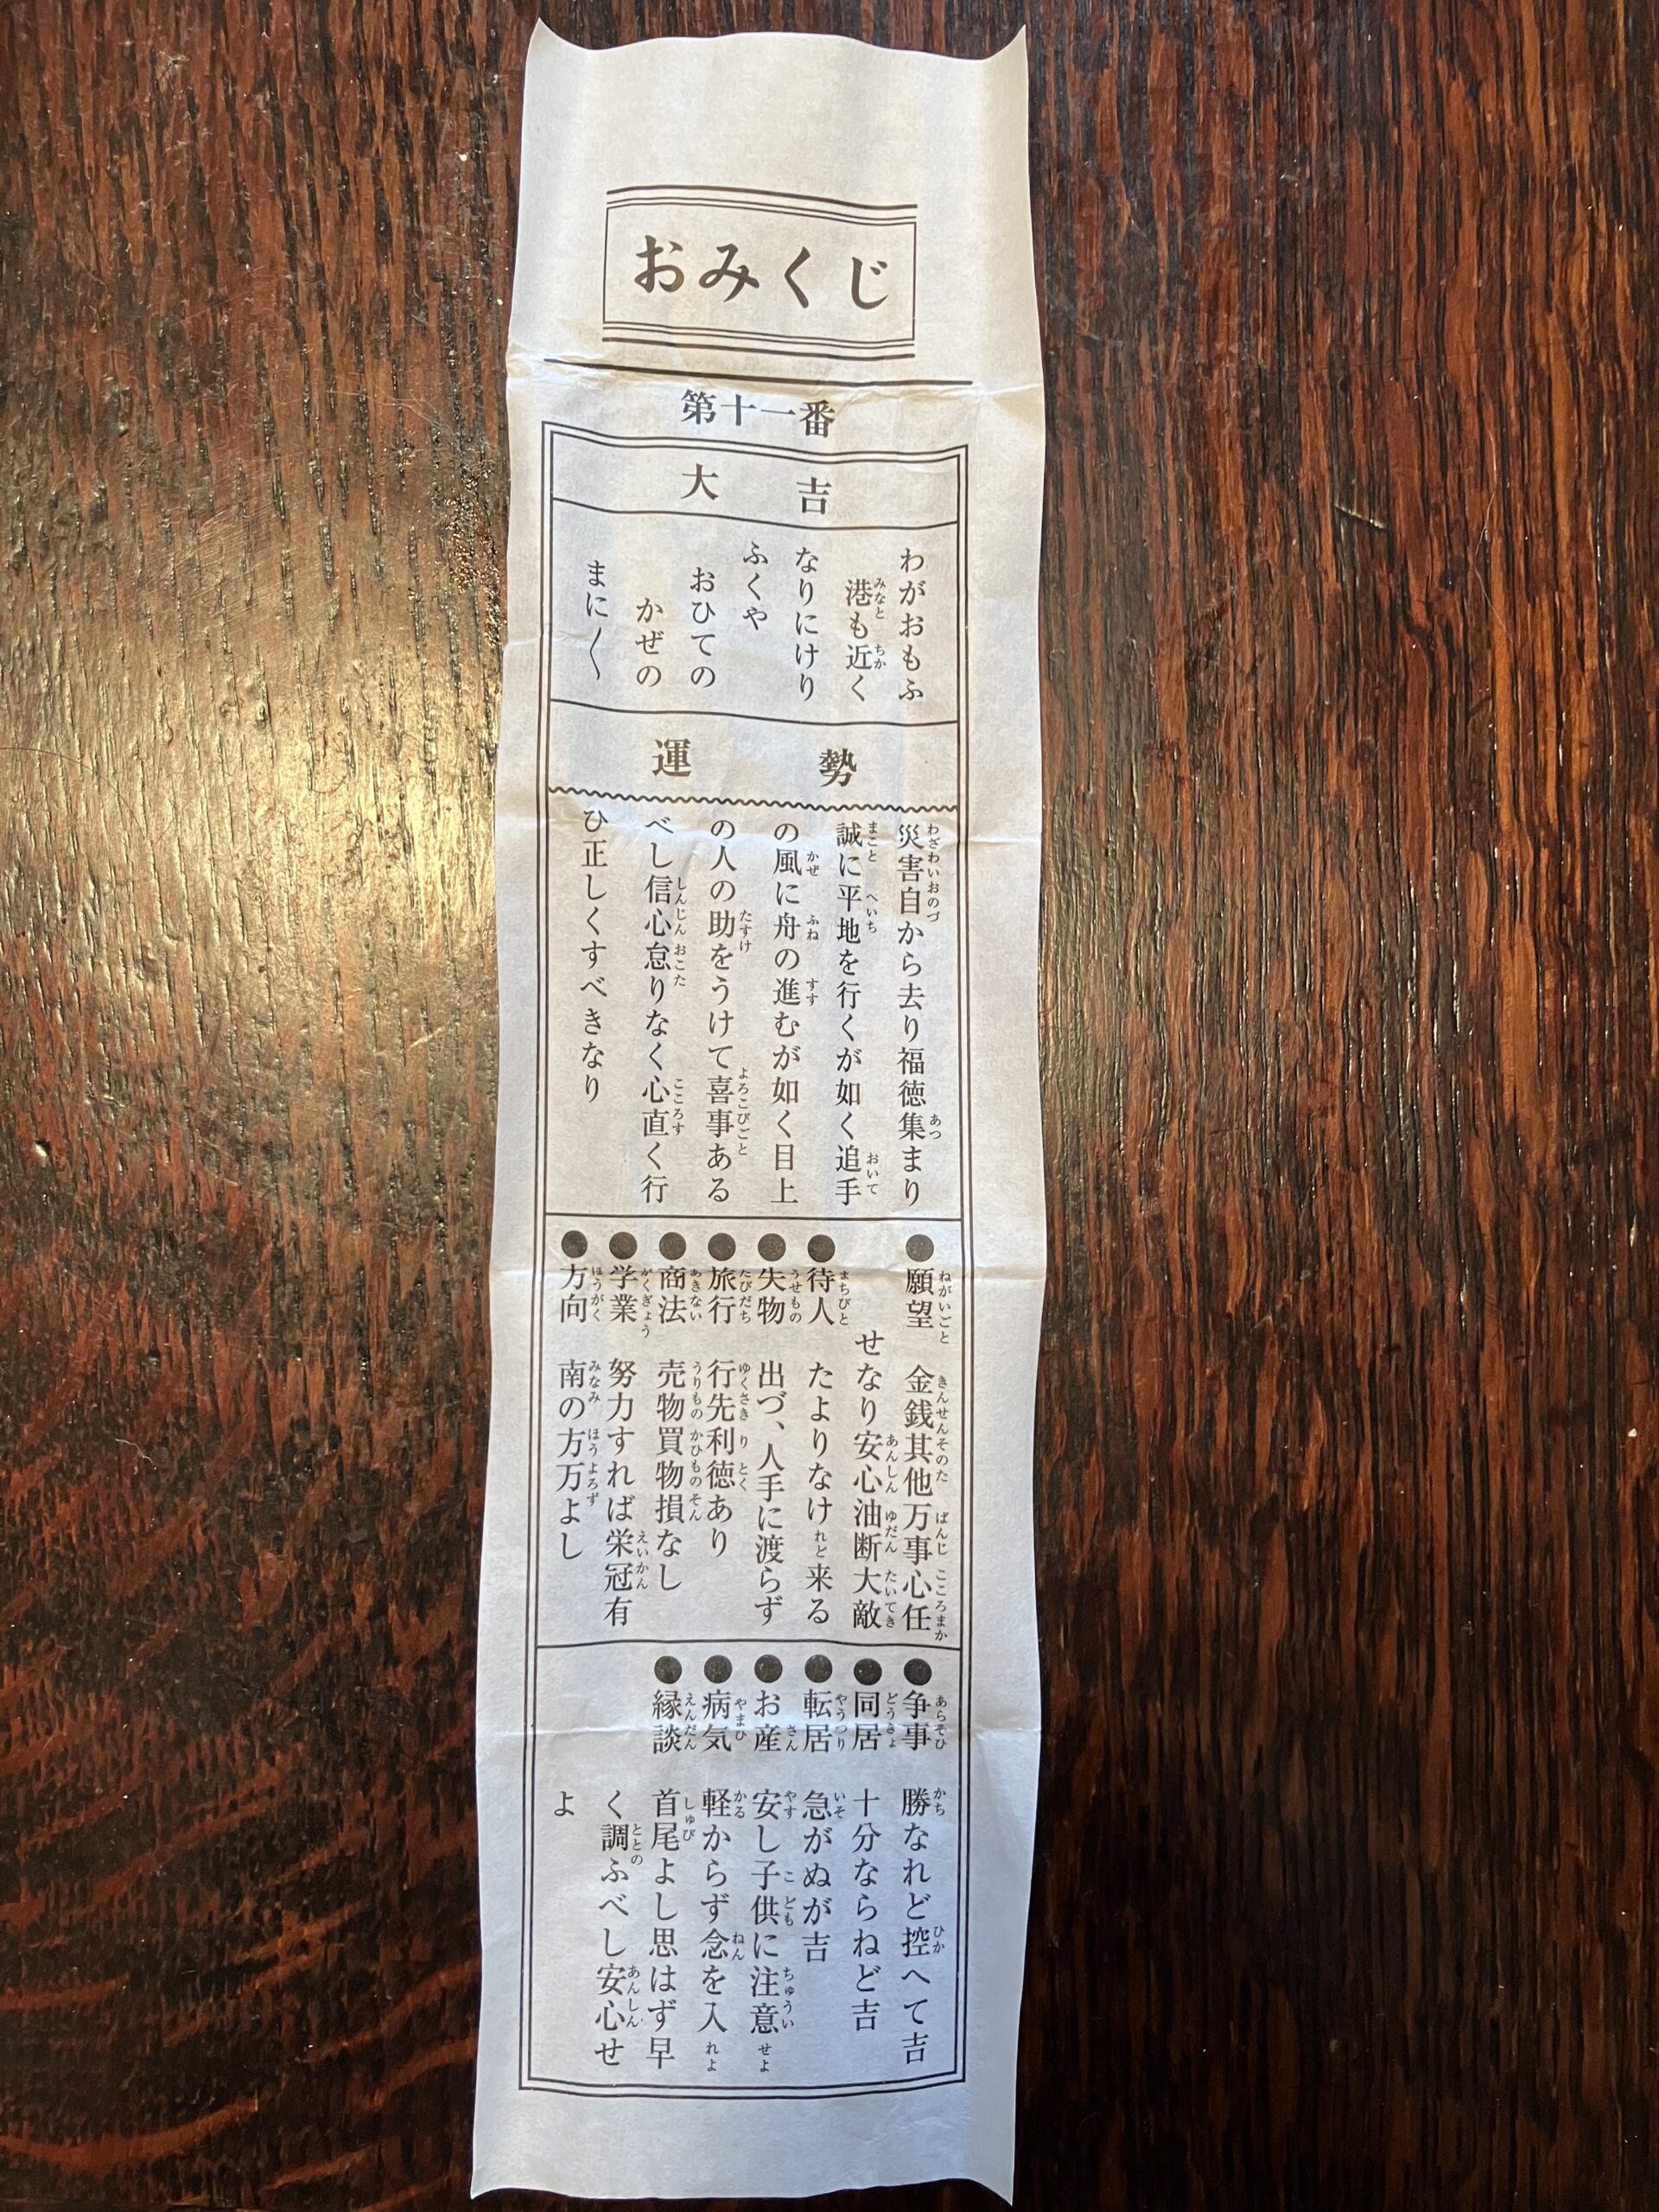 おみくじ
第十一番
大吉
わがおもふ
港も近く
なりにけり
ふくや
おひての
かぜの
まに〱
運勢
災害自から去り福徳集まり
誠に平地を行くが如く追手
の風に舟の進むが如く目上
の人の助をうけて喜事ある
べし信心怠りなく心直く行
ひ正しくすべきなり
●願望 金銭其他万事心任
せなり安心油断大敵
●待人 たよりなけれど来る
●失物 出づ、人手に渡らず
●旅行 行先利徳あり
●商法 売物買物損なし
●学業 努力すれば栄冠有
●方向 南の方万よし
●争事 勝なれど控へて吉
●同居 十分ならねど吉
●転居 急がぬが吉
●お産 安し子供に注意せよ
●病気 軽からず念を入れよ
●縁談 首尾よし思はず早
く調ふべし安心せ
よ